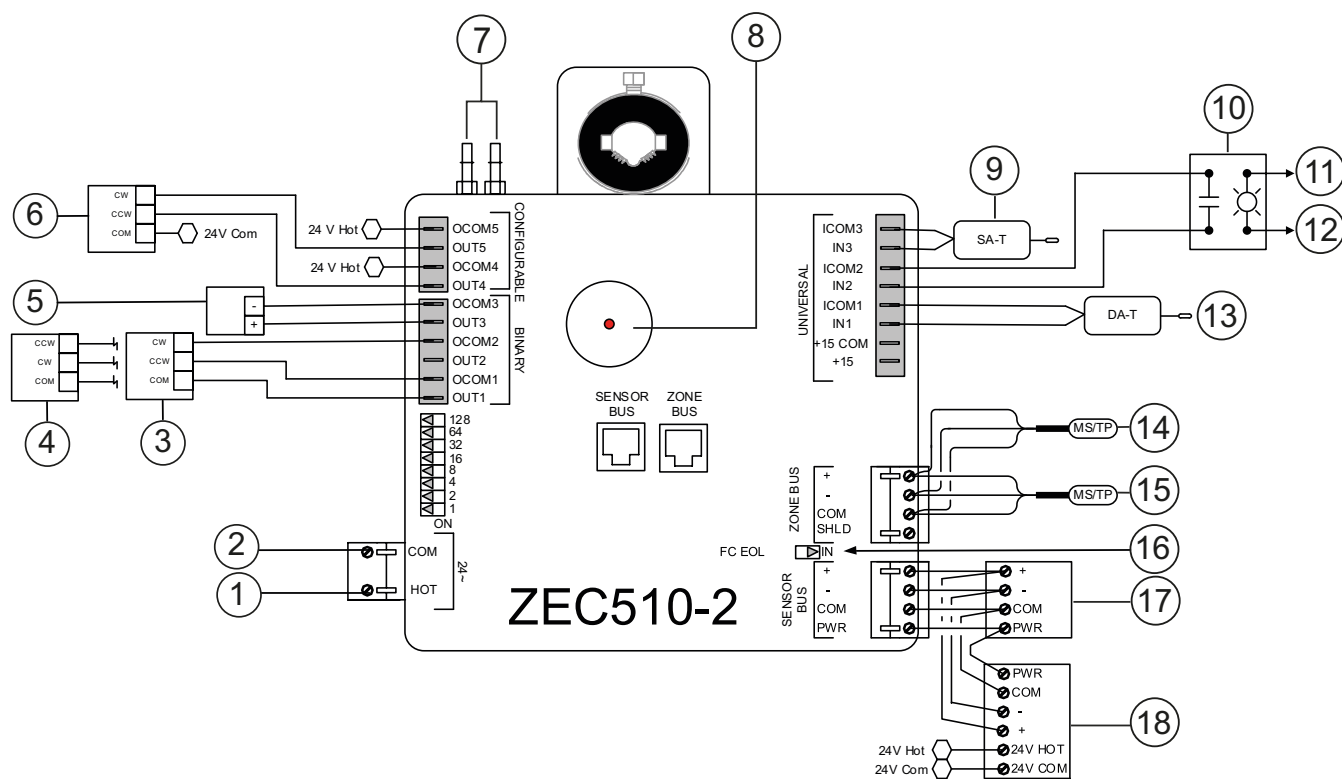 7
8
10
11
12
9
SA-T
6
CW
CCW
COM
24V Com
24 V Hot
24 V Hot
OCOM5
OUT5
OCOM4
OUT4
CONFIGURABLE
OCOM3
OUT3
OCOM2
OUT2
OCOM1
OUT1
BINARY
5
-
+
CCW
CW
COM
4
CW
CCW
COM
3
UNIVERSAL
ICOM3
IN3
ICOM2
IN2
ICOM1
IN1
+15 COM
+15
DA-T
13
SENSOR
BUS
ZONE
BUS
128
64
32
16
8
4
2
1
ON
MS/TP
14
MS/TP
15
ZONE BUS
+
-
COM
SHLD
FC EOL
IN
16
2
COM
1
HOT
24~
ZEC510-2
SENSOR
BUS
+
-
COM
PWR
+
-
COM
PWR
17
PWR
COM
-
+
24V HOT
24V COM
18
24V Hot
24V Com